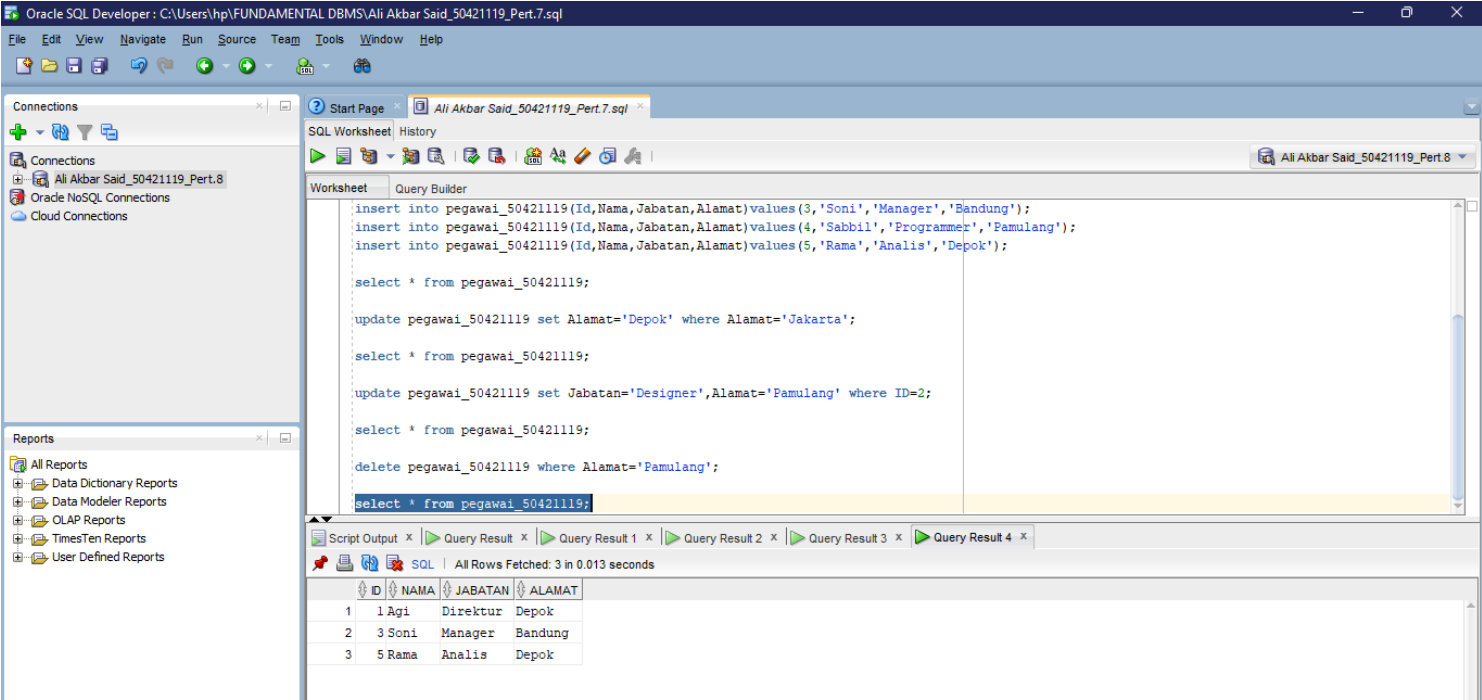 Oracle SQL Developer : C:\Users\hp\FUNDAMENTAL DBMS\Ali Akbar Said_50421119_Pert.7.sql
File Edit View Navigate Run Source Team Tools Window Help
Connections
Connections
Ali Akbar Said_50421119_Pert.8
Oracle NoSQL Connections
Cloud Connections
Reports
All Reports
Data Dictionary Reports
Data Modeler Reports
OLAP Reports
TimesTen Reports
User Defined Reports
Start Page Ali Akbar Said_50421119_Pert.7.sql
SQL Worksheet History
Ali Akbar Said_50421119_Pert.8
Worksheet Query Builder
insert into pegawai_50421119(Id,Nama,Jabatan,Alamat)values(3,'Soni','Manager','Bandung');
insert into pegawai_50421119(Id,Nama,Jabatan,Alamat)values(4,'Sabbil','Programmer','Pamulang');
insert into pegawai_50421119(Id,Nama,Jabatan,Alamat)values(5,'Rama','Analis','Depok');
select * from pegawai_50421119;
update pegawai_50421119 set Alamat='Depok' where Alamat='Jakarta';
select * from pegawai_50421119;
update pegawai_50421119 set Jabatan='Designer',Alamat='Pamulang' where ID=2;
select * from pegawai_50421119;
delete pegawai_50421119 where Alamat='Pamulang';
select * from pegawai_50421119;
Script Output Query Result Query Result 1 Query Result 2 Query Result 3 Query Result 4
SQL All Rows Fetched: 3 in 0.013 seconds
ID NAMA JABATAN ALAMAT
1 1 Agi Direktur Depok
2 3 Soni Manager Bandung
3 5 Rama Analis Depok